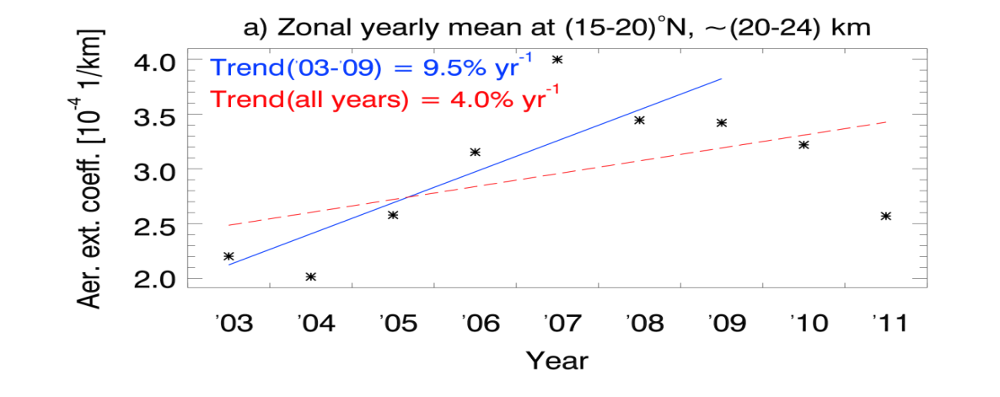 a) Zonal yearly mean at (15-20)°N, ~(20-24) km
Trend('03-'09) = 9.5% yr⁻¹
Trend(all years) = 4.0% yr⁻¹
Aer. ext. coeff. [10⁻⁴ 1/km]
4.0
3.5
3.0
2.5
2.0
'03 '04 '05 '06 '07 '08 '09 '10 '11
Year